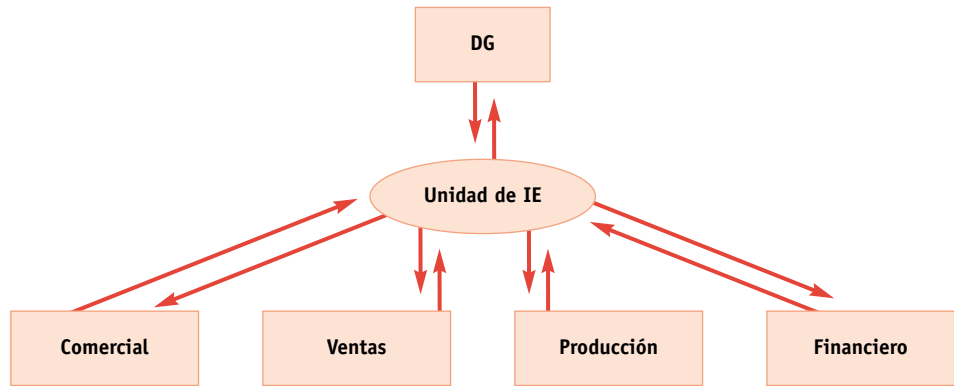 DG
Unidad de IE
Comercial
Ventas
Producción
Financiero